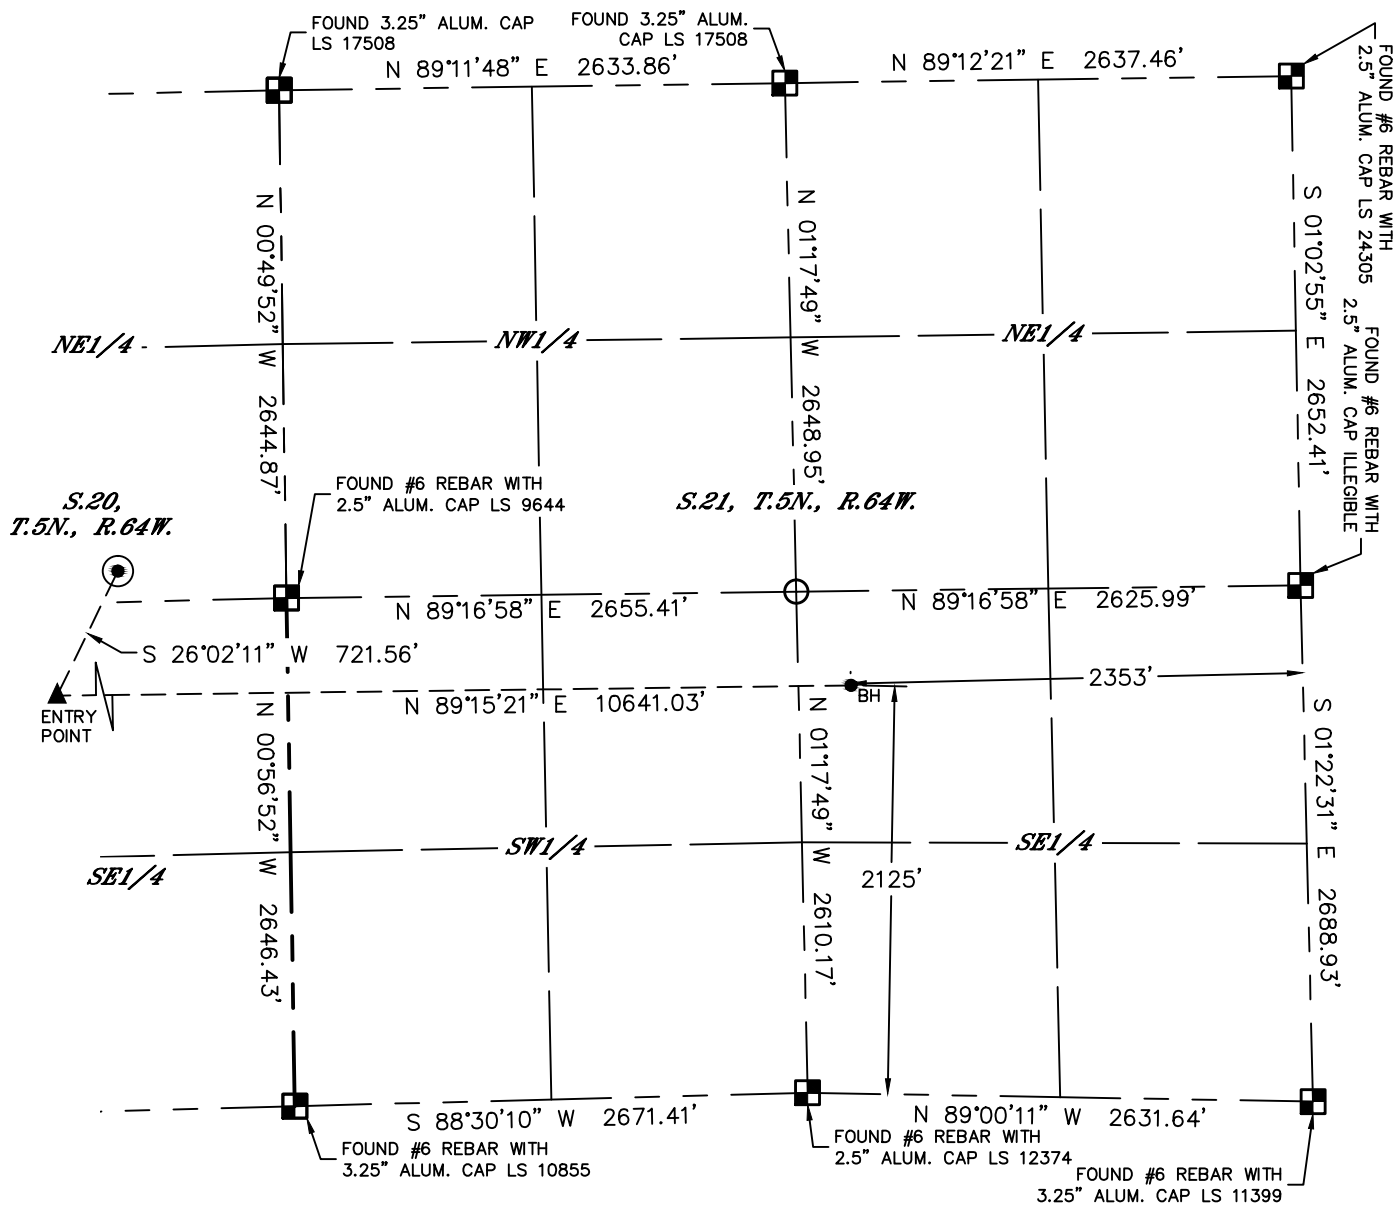 FOUND 3.25" ALUM. CAP
LS 17508
FOUND 3.25" ALUM.
CAP LS 17508
N 89°11'48" E 2633.86'
N 89°12'21" E 2637.46'
FOUND #6 REBAR WITH
2.5" ALUM. CAP LS 24305
N 00°49'52" W 2644.87'
N 01°17'49" W 2648.95'
S 01°02'55" E 2652.41'
FOUND #6 REBAR WITH
2.5" ALUM. CAP ILLEGIBLE
NE1/4
NW1/4
NE1/4
S.20,
T.5N., R.64W.
FOUND #6 REBAR WITH
2.5" ALUM. CAP LS 9644
S.21, T.5N., R.64W.
N 89°16'58" E 2655.41'
N 89°16'58" E 2625.99'
S 26°02'11" W 721.56'
ENTRY
POINT
N 89°15'21" E 10641.03'
BH
2353'
N 00°56'52" W 2646.43'
N 01°17'49" W 2610.17'
S 01°22'31" E 2688.93'
SE1/4
SW1/4
SE1/4
2125'
S 88°30'10" W 2671.41'
N 89°00'11" W 2631.64'
FOUND #6 REBAR WITH
3.25" ALUM. CAP LS 10855
FOUND #6 REBAR WITH
2.5" ALUM. CAP LS 12374
FOUND #6 REBAR WITH
3.25" ALUM. CAP LS 11399